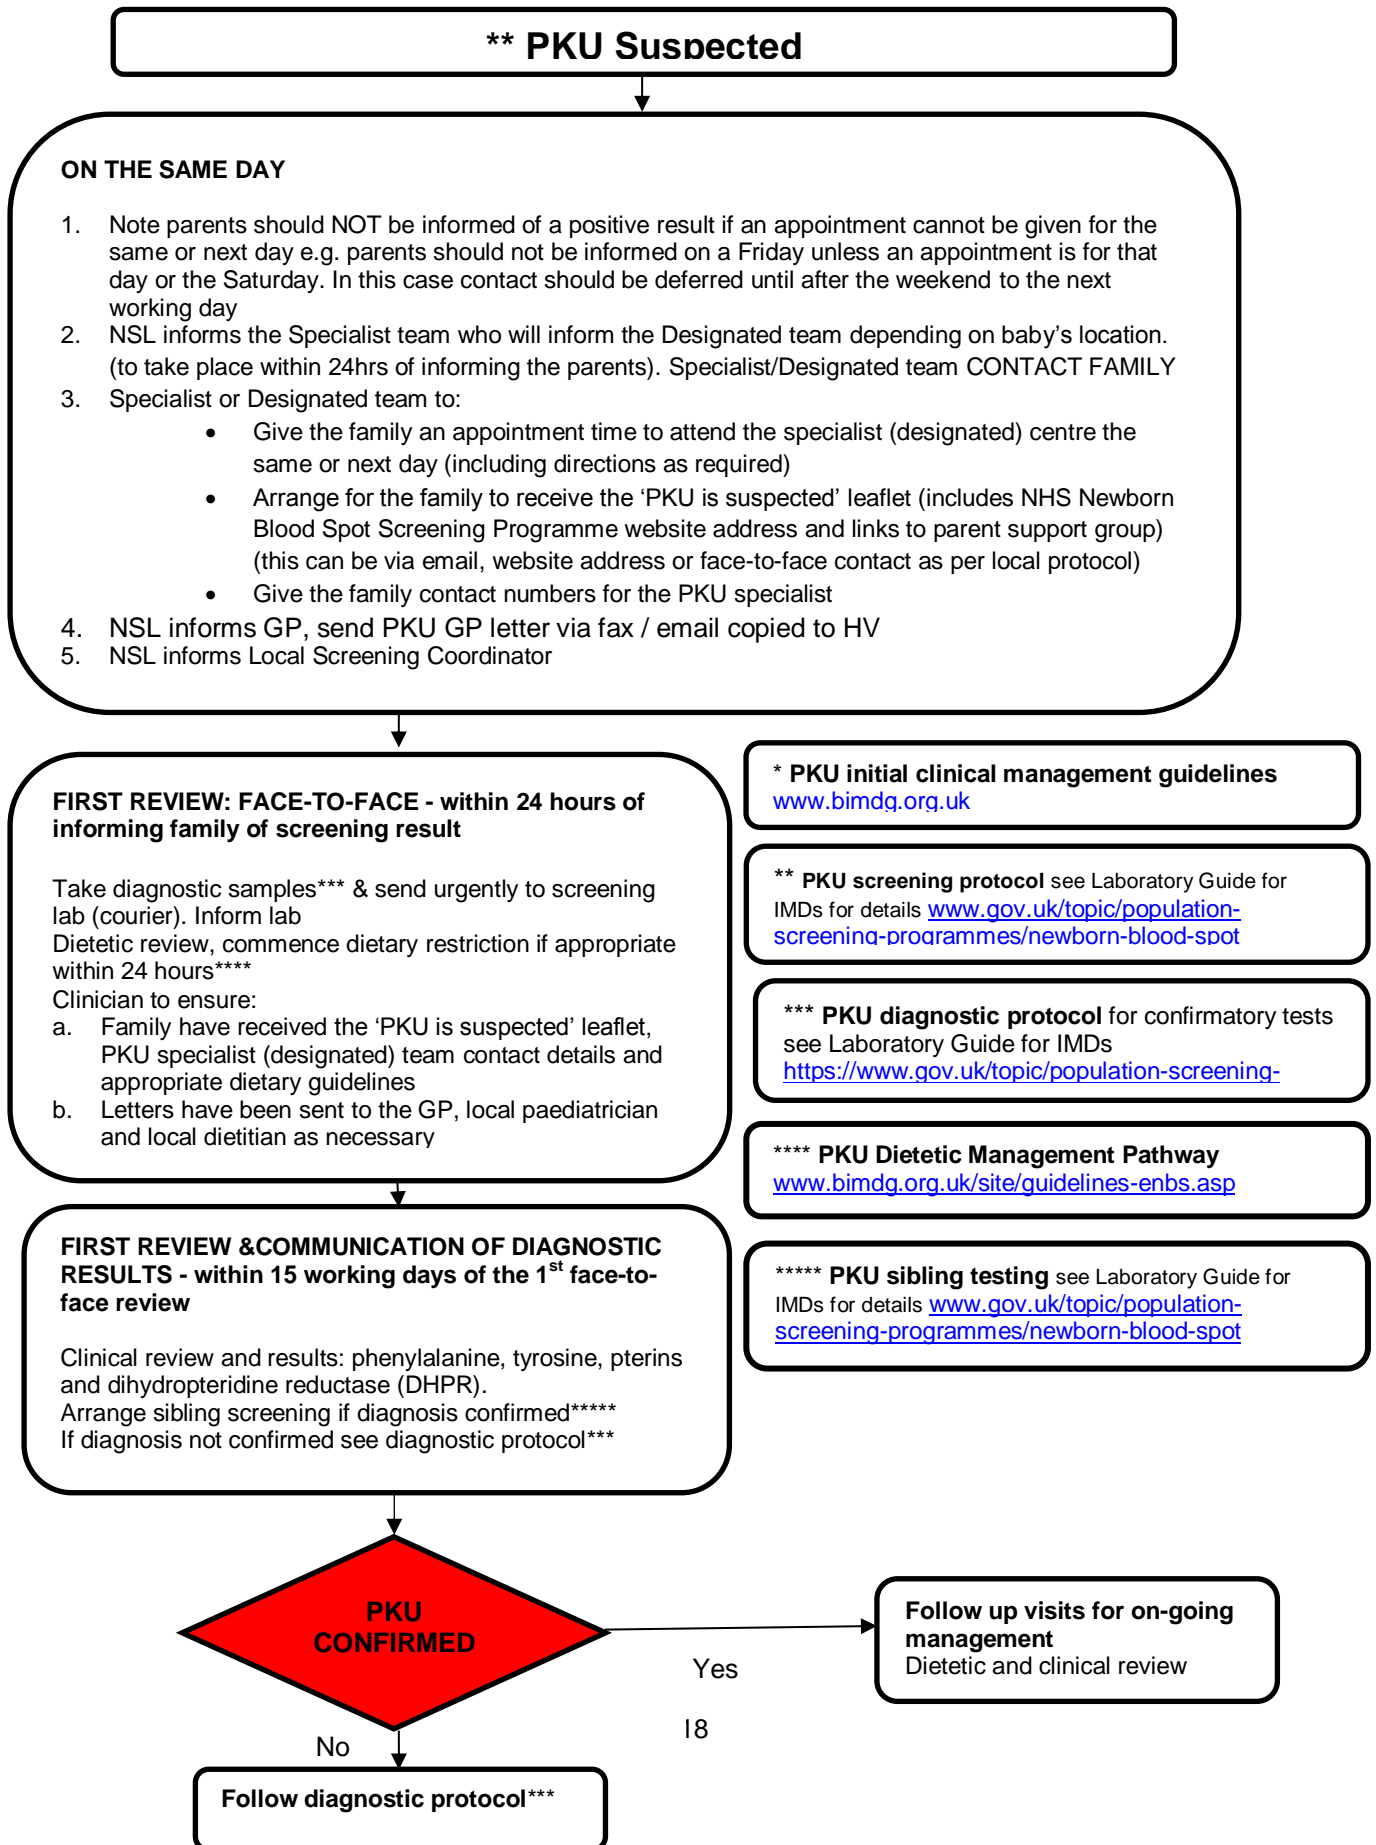 ** PKU Suspected
ON THE SAME DAY
1. Note parents should NOT be informed of a positive result if an appointment cannot be given for the
same or next day e.g. parents should not be informed on a Friday unless an appointment is for that
day or the Saturday. In this case contact should be deferred until after the weekend to the next
working day
2. NSL informs the Specialist team who will inform the Designated team depending on baby’s location.
(to take place within 24hrs of informing the parents). Specialist/Designated team CONTACT FAMILY
3. Specialist or Designated team to:
• Give the family an appointment time to attend the specialist (designated) centre the
same or next day (including directions as required)
• Arrange for the family to receive the ‘PKU is suspected’ leaflet (includes NHS Newborn
Blood Spot Screening Programme website address and links to parent support group)
(this can be via email, website address or face-to-face contact as per local protocol)
• Give the family contact numbers for the PKU specialist
4. NSL informs GP, send PKU GP letter via fax / email copied to HV
5. NSL informs Local Screening Coordinator
FIRST REVIEW: FACE-TO-FACE - within 24 hours of
informing family of screening result
Take diagnostic samples*** & send urgently to screening
lab (courier). Inform lab
Dietetic review, commence dietary restriction if appropriate
within 24 hours****
Clinician to ensure:
a. Family have received the ‘PKU is suspected’ leaflet,
PKU specialist (designated) team contact details and
appropriate dietary guidelines
b. Letters have been sent to the GP, local paediatrician
and local dietitian as necessary
* PKU initial clinical management guidelines
www.bimdg.org.uk
** PKU screening protocol see Laboratory Guide for
IMDs for details www.gov.uk/topic/population-
screening-programmes/newborn-blood-spot
*** PKU diagnostic protocol for confirmatory tests
see Laboratory Guide for IMDs
https://www.gov.uk/topic/population-screening-
**** PKU Dietetic Management Pathway
www.bimdg.org.uk/site/guidelines-enbs.asp
***** PKU sibling testing see Laboratory Guide for
IMDs for details www.gov.uk/topic/population-
screening-programmes/newborn-blood-spot
FIRST REVIEW &COMMUNICATION OF DIAGNOSTIC
RESULTS - within 15 working days of the 1st face-to-
face review
Clinical review and results: phenylalanine, tyrosine, pterins
and dihydropteridine reductase (DHPR).
Arrange sibling screening if diagnosis confirmed*****
If diagnosis not confirmed see diagnostic protocol***
PKU
CONFIRMED
Yes
Follow up visits for on-going
management
Dietetic and clinical review
18
No
Follow diagnostic protocol***